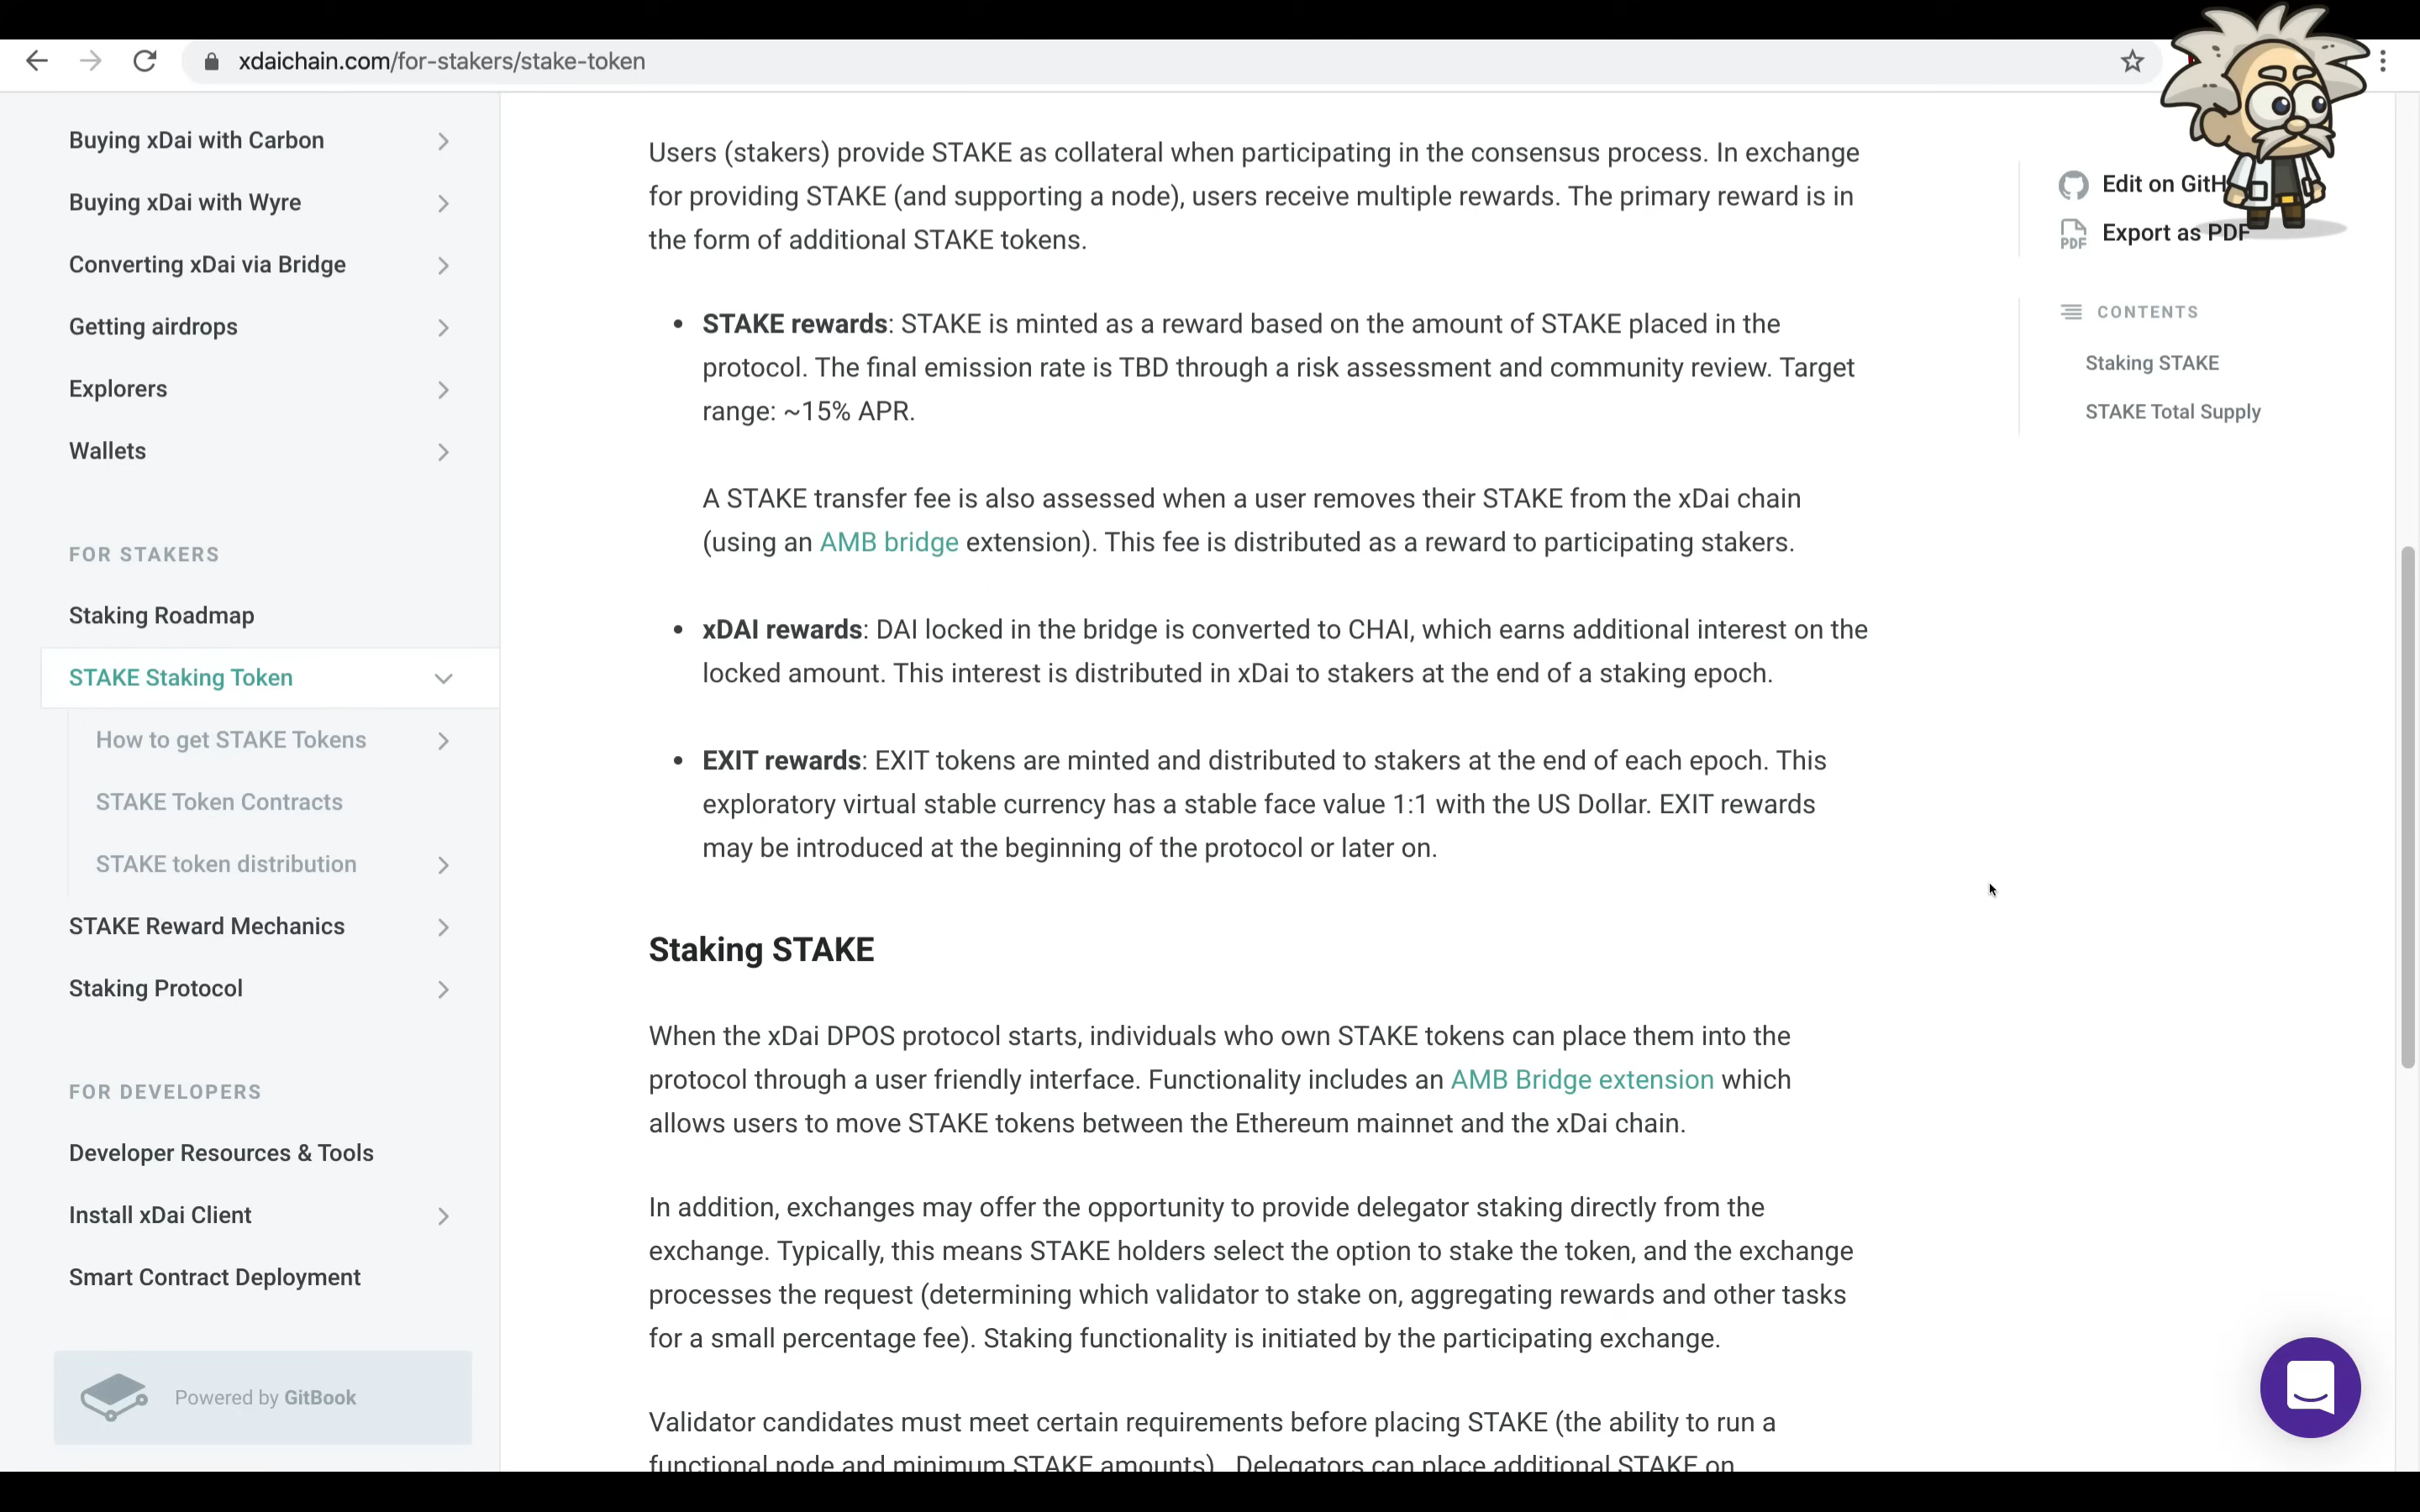 xdaichain.com/for-stakers/stake-token
Buying xDai with Carbon
Buying xDai with Wyre
Converting xDai via Bridge
Getting airdrops
Explorers
Wallets
FOR STAKERS
Staking Roadmap
STAKE Staking Token
How to get STAKE Tokens
STAKE Token Contracts
STAKE token distribution
STAKE Reward Mechanics
Staking Protocol
FOR DEVELOPERS
Developer Resources & Tools
Install xDai Client
Smart Contract Deployment
Powered by GitBook
Users (stakers) provide STAKE as collateral when participating in the consensus process. In exchange
for providing STAKE (and supporting a node), users receive multiple rewards. The primary reward is in
the form of additional STAKE tokens.
• STAKE rewards: STAKE is minted as a reward based on the amount of STAKE placed in the
protocol. The final emission rate is TBD through a risk assessment and community review. Target
range: ~15% APR.
A STAKE transfer fee is also assessed when a user removes their STAKE from the xDai chain
(using an AMB bridge extension). This fee is distributed as a reward to participating stakers.
• xDAI rewards: DAI locked in the bridge is converted to CHAI, which earns additional interest on the
locked amount. This interest is distributed in xDai to stakers at the end of a staking epoch.
• EXIT rewards: EXIT tokens are minted and distributed to stakers at the end of each epoch. This
exploratory virtual stable currency has a stable face value 1:1 with the US Dollar. EXIT rewards
may be introduced at the beginning of the protocol or later on.
Staking STAKE
When the xDai DPOS protocol starts, individuals who own STAKE tokens can place them into the
protocol through a user friendly interface. Functionality includes an AMB Bridge extension which
allows users to move STAKE tokens between the Ethereum mainnet and the xDai chain.
In addition, exchanges may offer the opportunity to provide delegator staking directly from the
exchange. Typically, this means STAKE holders select the option to stake the token, and the exchange
processes the request (determining which validator to stake on, aggregating rewards and other tasks
for a small percentage fee). Staking functionality is initiated by the participating exchange.
Validator candidates must meet certain requirements before placing STAKE (the ability to run a
functional node and minimum STAKE amounts). Delegators can place additional STAKE on
Edit on GitH
PDF Export as PDF
CONTENTS
Staking STAKE
STAKE Total Supply